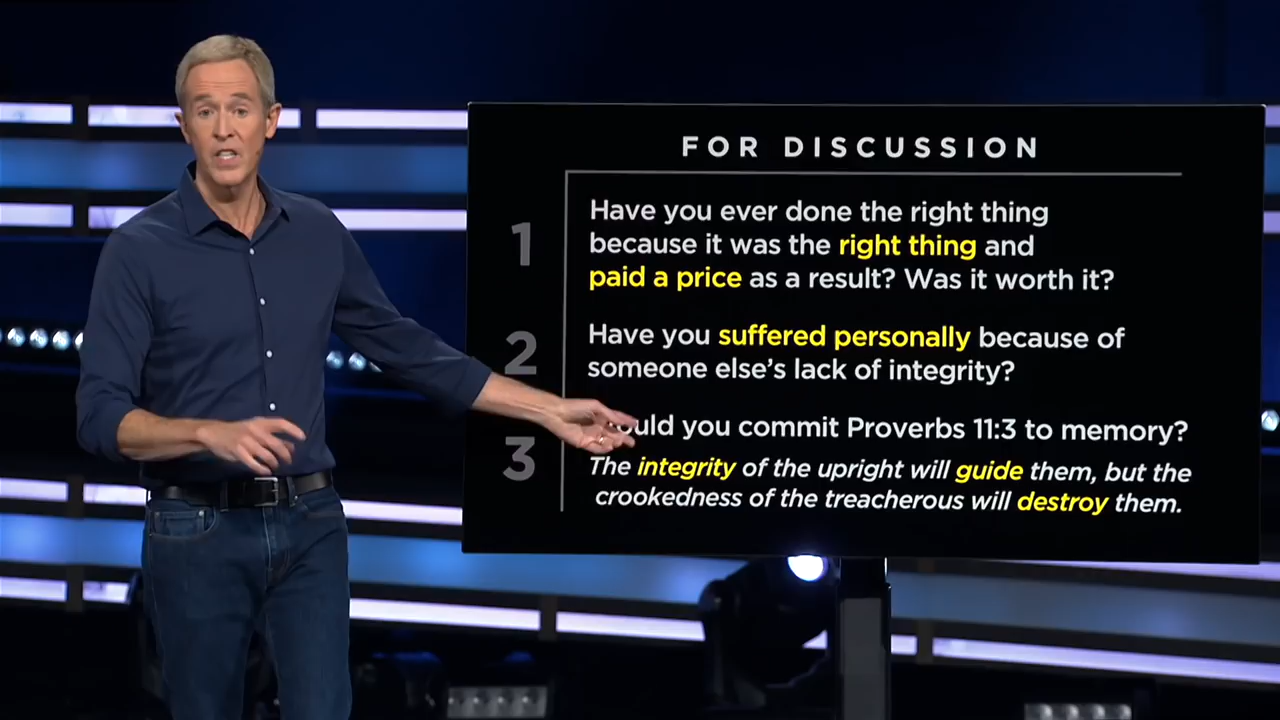 FOR DISCUSSION
1
Have you ever done the right thing
because it was the right thing and
paid a price as a result? Was it worth it?
2
Have you suffered personally because of
someone else's lack of integrity?
3
you commit Proverbs 11:3 to memory?
The integrity of the upright will guide them, but the
crookedness of the treacherous will destroy them.